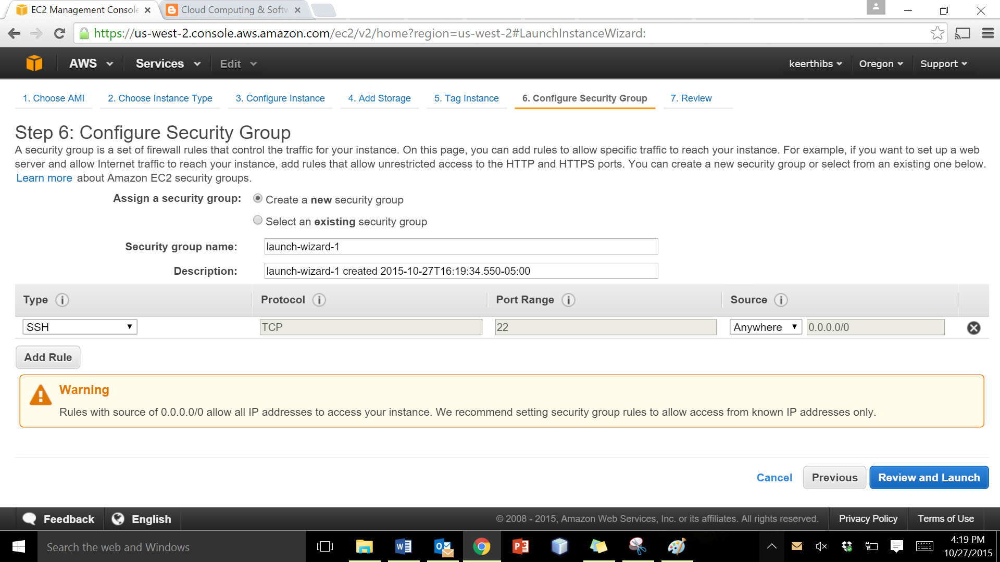 EC2 Management Console
Cloud Computing & Softw
https://us-west-2.console.aws.amazon.com/ec2/v2/home?region=us-west-2#LaunchInstanceWizard:
AWS Services Edit keerthibs Oregon Support
1. Choose AMI 2. Choose Instance Type 3. Configure Instance 4. Add Storage 5. Tag Instance 6. Configure Security Group 7. Review
Step 6: Configure Security Group
A security group is a set of firewall rules that control the traffic for your instance. On this page, you can add rules to allow specific traffic to reach your instance. For example, if you want to set up a web
server and allow Internet traffic to reach your instance, add rules that allow unrestricted access to the HTTP and HTTPS ports. You can create a new security group or select from an existing one below.
Learn more about Amazon EC2 security groups.
Assign a security group: Create a new security group
Select an existing security group
Security group name: launch-wizard-1
Description: launch-wizard-1 created 2015-10-27T16:19:34.550-05:00
Type i Protocol i Port Range i Source i
SSH TCP 22 Anywhere 0.0.0.0/0
Add Rule
Warning
Rules with source of 0.0.0.0/0 allow all IP addresses to access your instance. We recommend setting security group rules to allow access from known IP addresses only.
Cancel Previous Review and Launch
Feedback English © 2008 - 2015, Amazon Web Services, Inc. or its affiliates. All rights reserved. Privacy Policy Terms of Use
Search the web and Windows
4:19 PM
10/27/2015